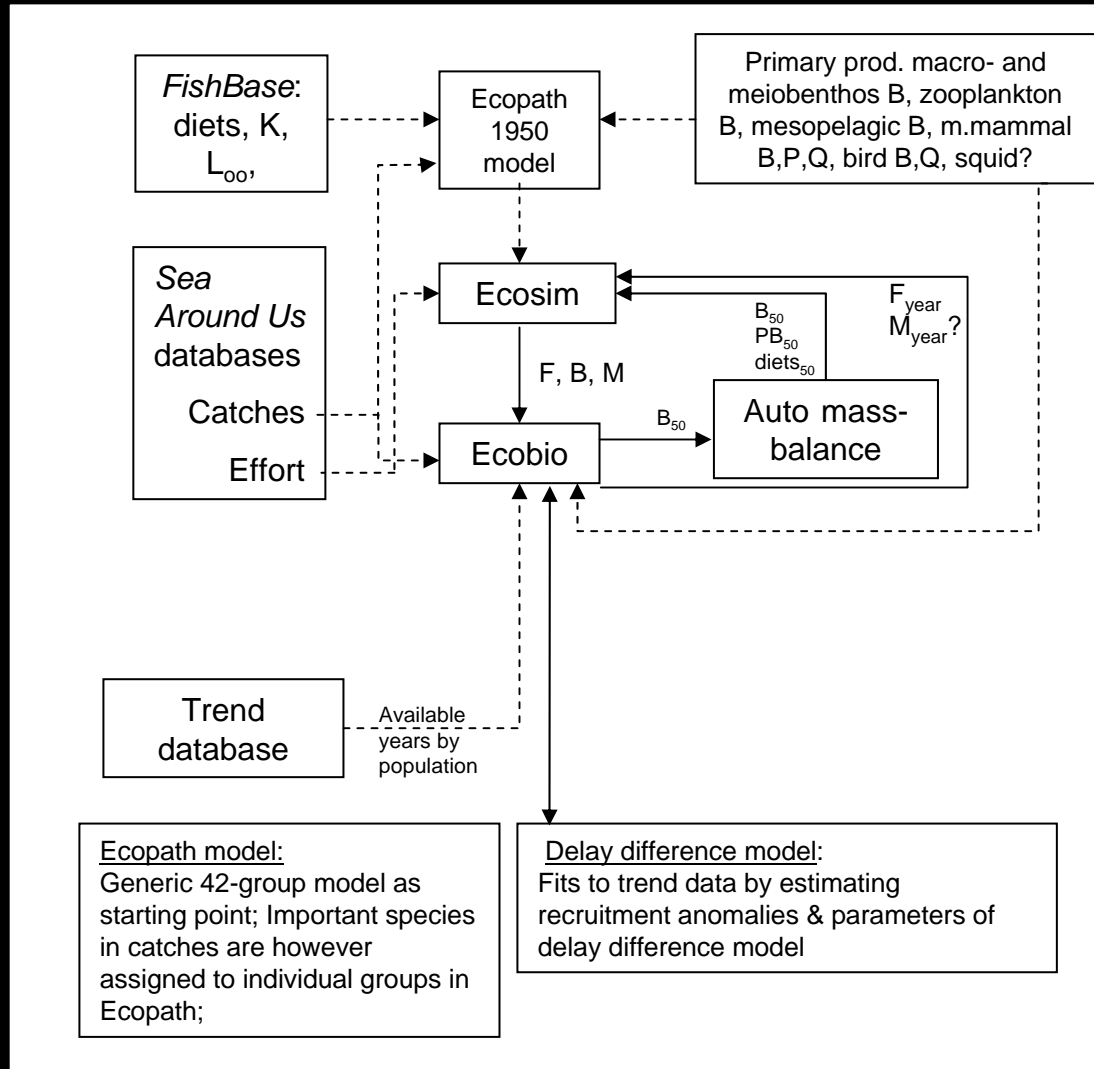 FishBase:
diets, K,
L∞,
Ecopath
1950
model
Primary prod. macro- and
meiobenthos B, zooplankton
B, mesopelagic B, m.mammal
B,P,Q, bird B,Q, squid?
Sea
Around Us
databases
Catches
Effort
Ecosim
F, B, M
Ecobio
B50
B50
PB50
diets50
Auto mass-
balance
Fyear
Myear?
Trend
database
Available
years by
population
Ecopath model:
Generic 42-group model as
starting point; Important species
in catches are however
assigned to individual groups in
Ecopath;
Delay difference model:
Fits to trend data by estimating
recruitment anomalies & parameters of
delay difference model